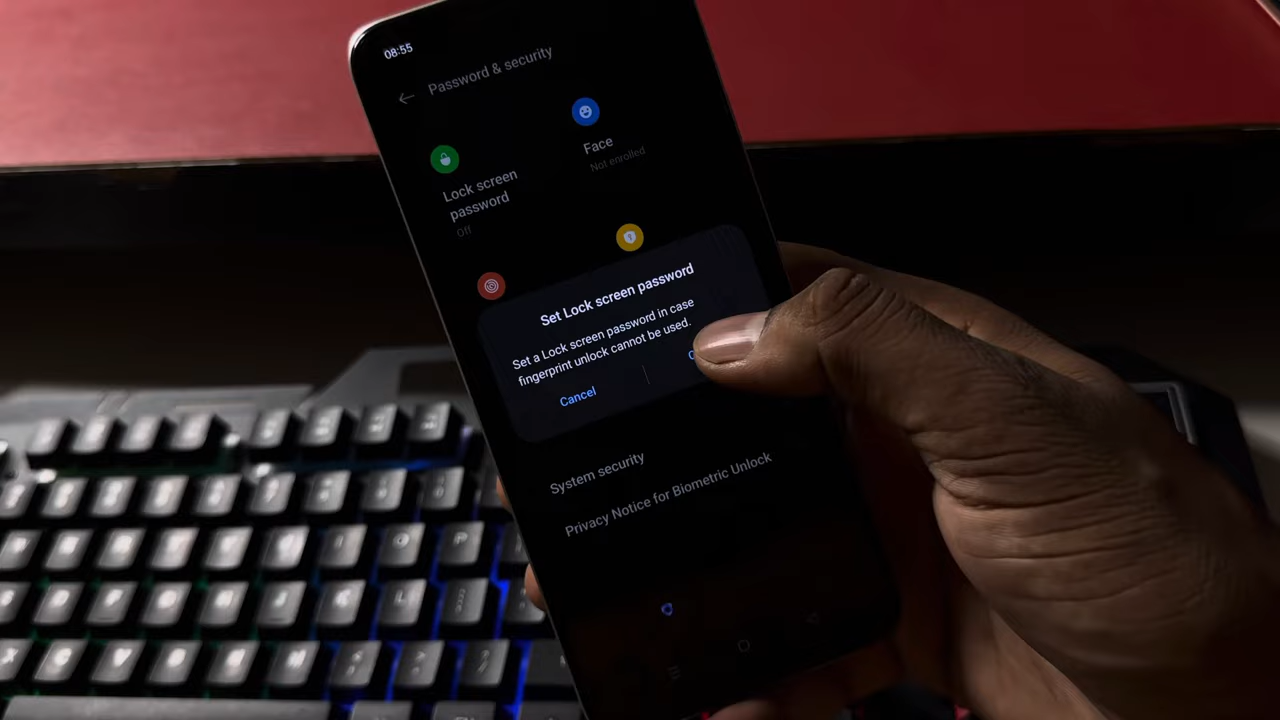 08:55
Password & security
Face
Not enrolled
Lock screen
password
Off
Set Lock screen password
Set a Lock screen password in case
fingerprint unlock cannot be used.
Cancel
System security
Privacy Notice for Biometric Unlock